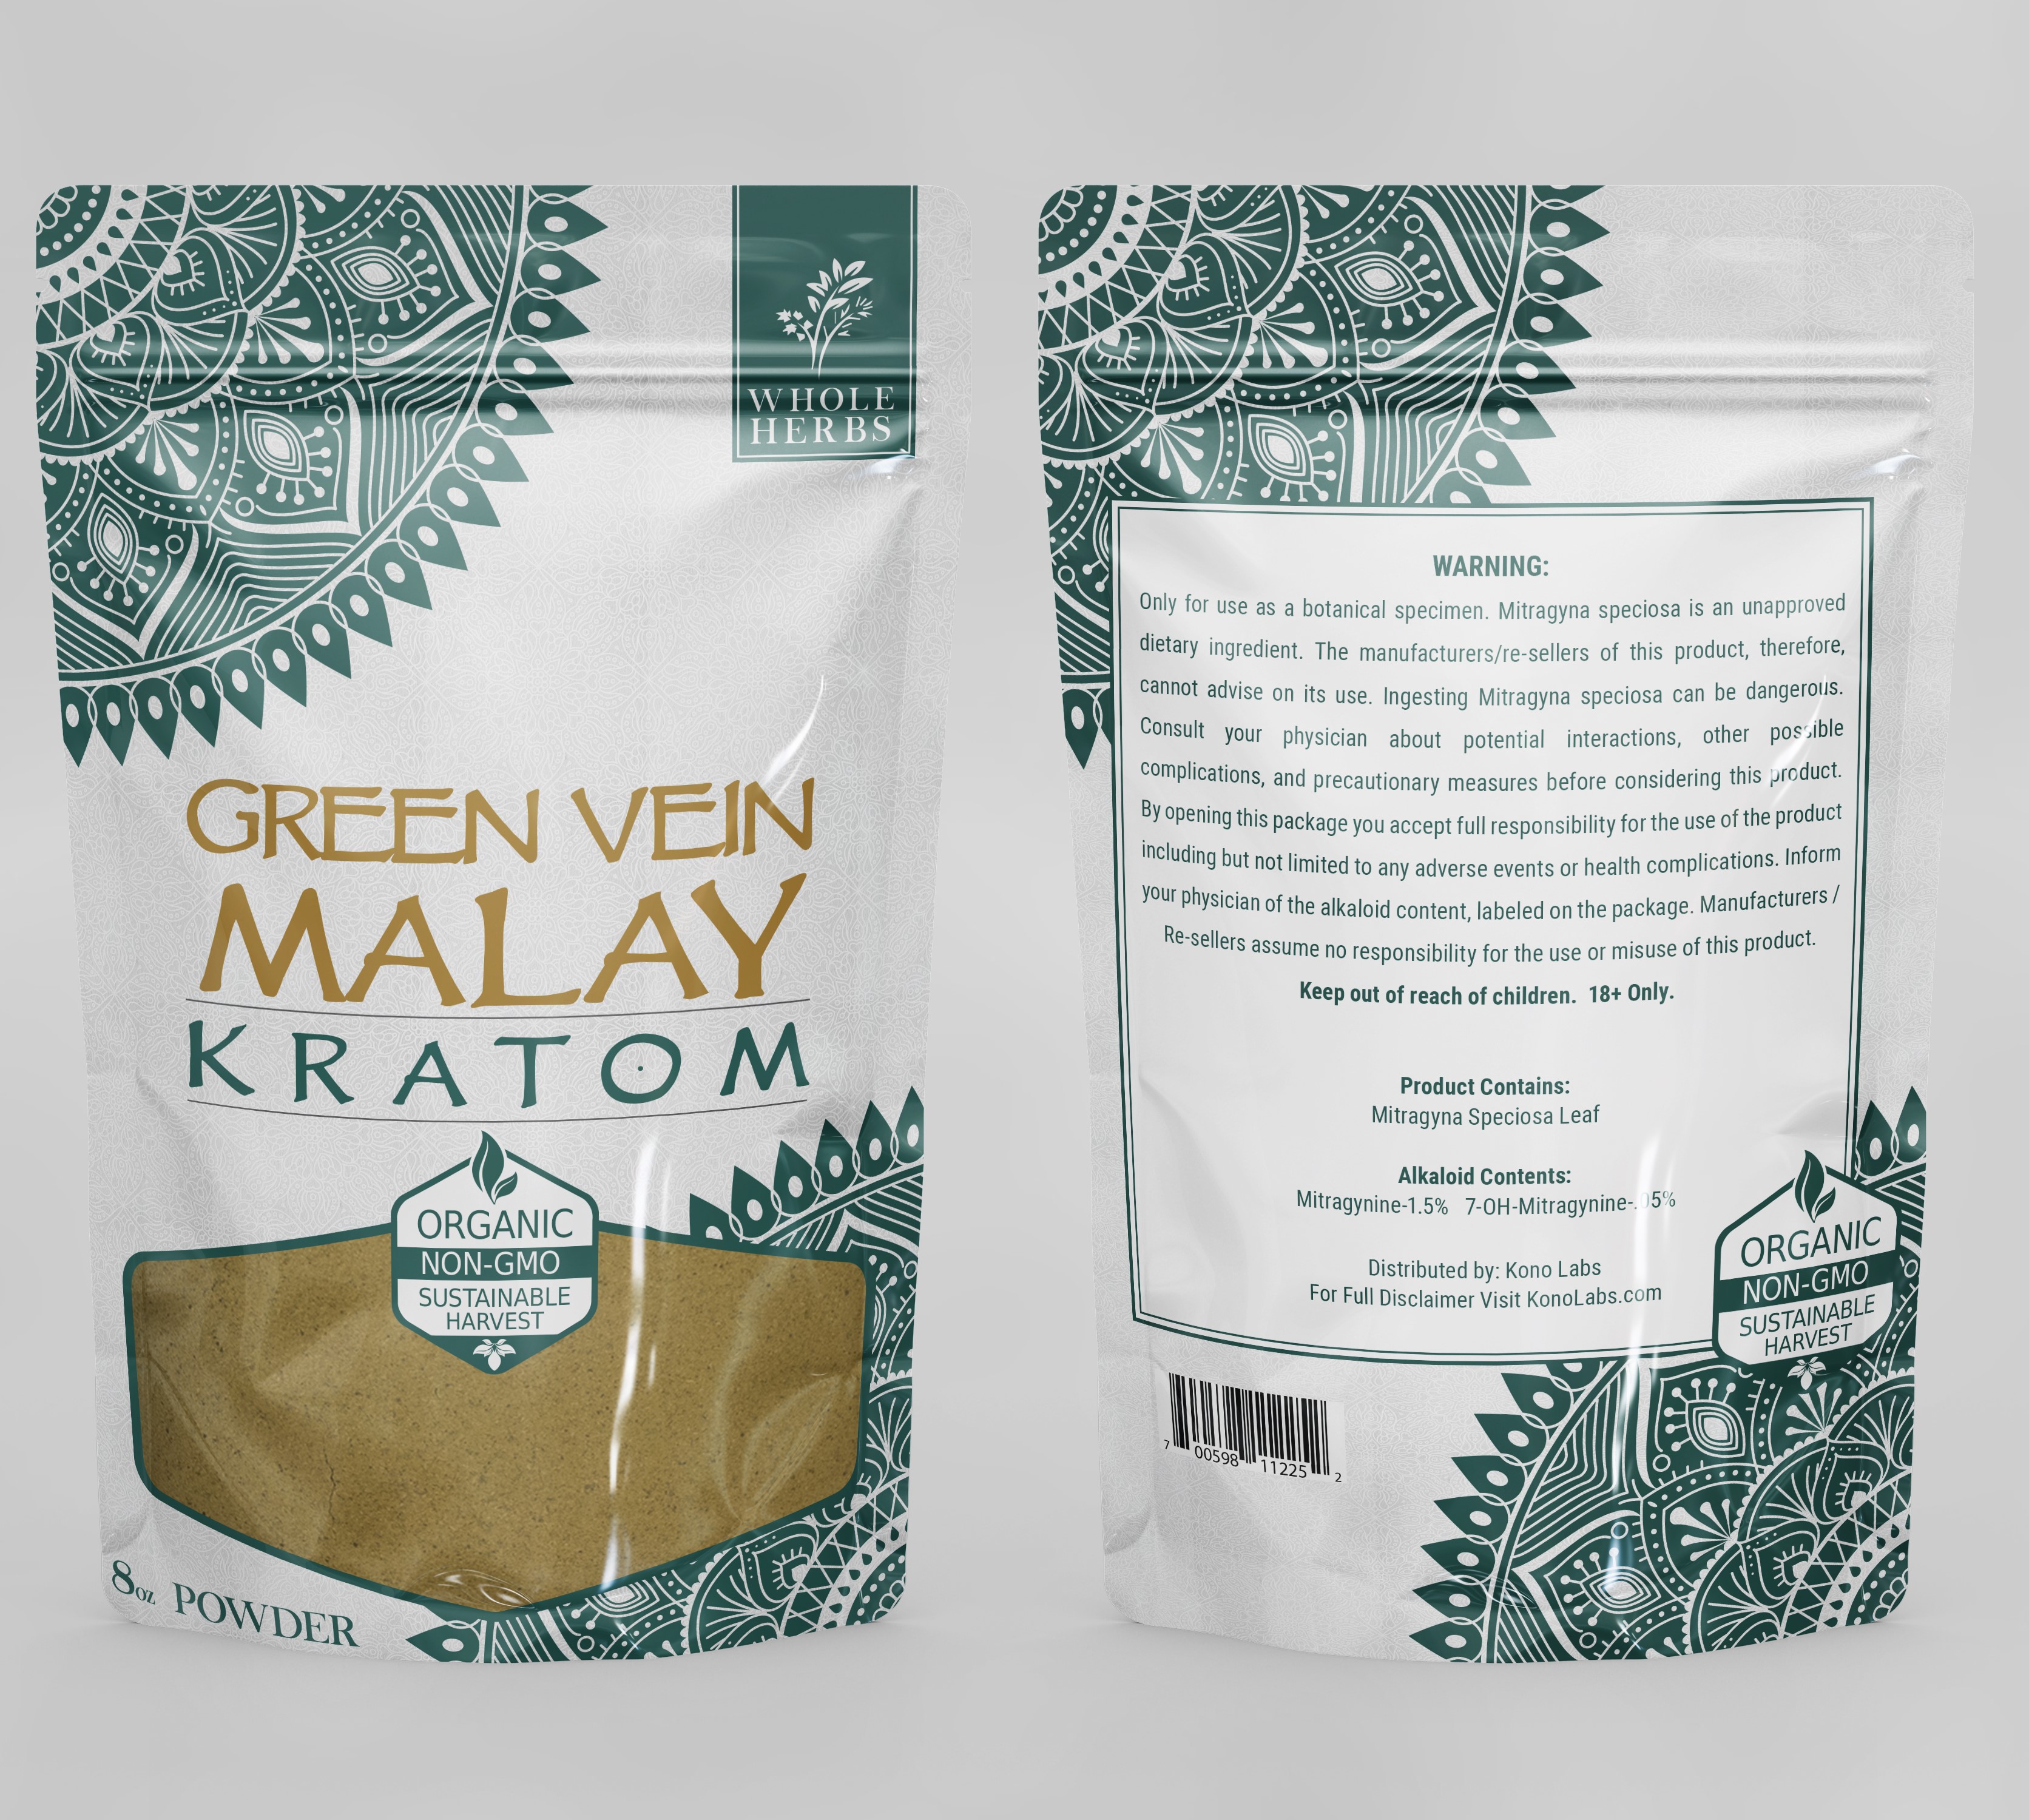 WHOLE
HERBS
GREEN VEIN
MALAY
KRATOM
ORGANIC
NON-GMO
SUSTAINABLE
HARVEST
8oz POWDER
WARNING:
Only for use as a botanical specimen. Mitragyna speciosa is an unapproved
dietary ingredient. The manufacturers/re-sellers of this product, therefore,
cannot advise on its use. Ingesting Mitragyna speciosa can be dangerous.
Consult your physician about potential interactions, other possible
complications, and precautionary measures before considering this product.
By opening this package you accept full responsibility for the use of the product
including but not limited to any adverse events or health complications. Inform
your physician of the alkaloid content, labeled on the package. Manufacturers /
Re-sellers assume no responsibility for the use or misuse of this product.
Keep out of reach of children. 18+ Only.
Product Contains:
Mitragyna Speciosa Leaf
Alkaloid Contents:
Mitragynine-1.5% 7-OH-Mitragynine-.05%
Distributed by: Kono Labs
For Full Disclaimer Visit KonoLabs.com
ORGANIC
NON-GMO
SUSTAINABLE
HARVEST
7 00598 11225 2